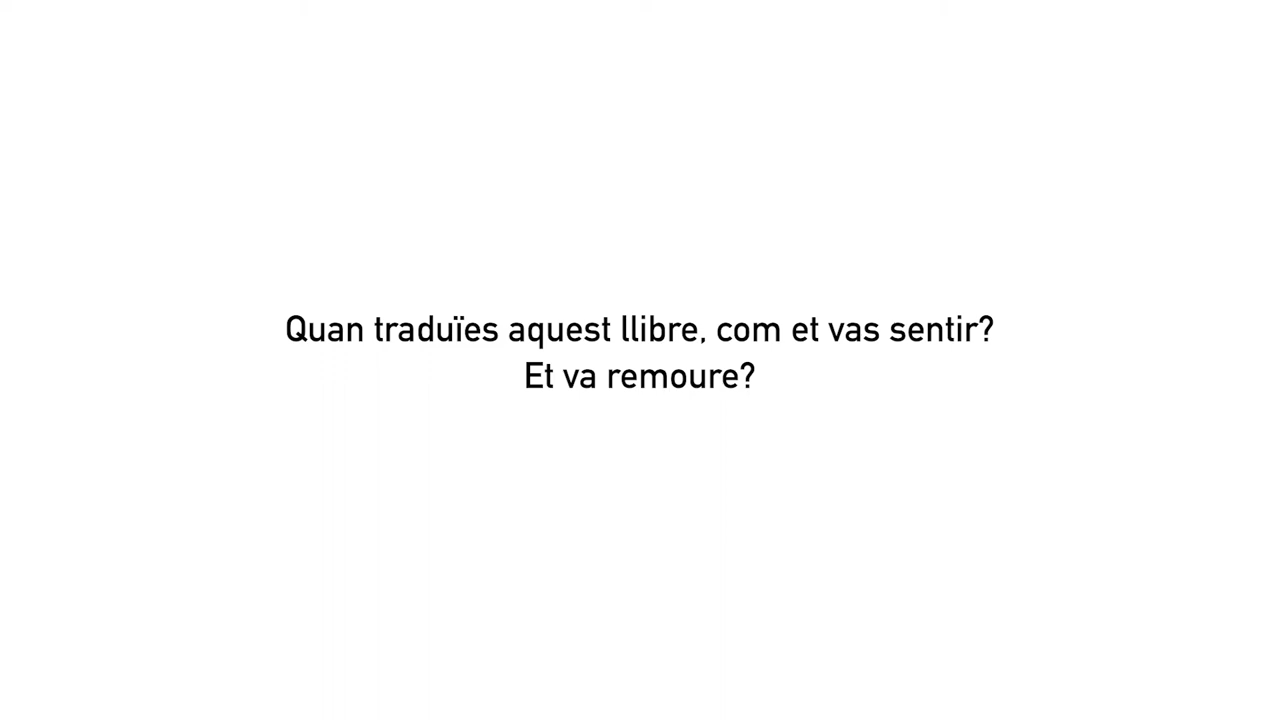 Quan traduïes aquest llibre, com et vas sentir?
Et va remoure?